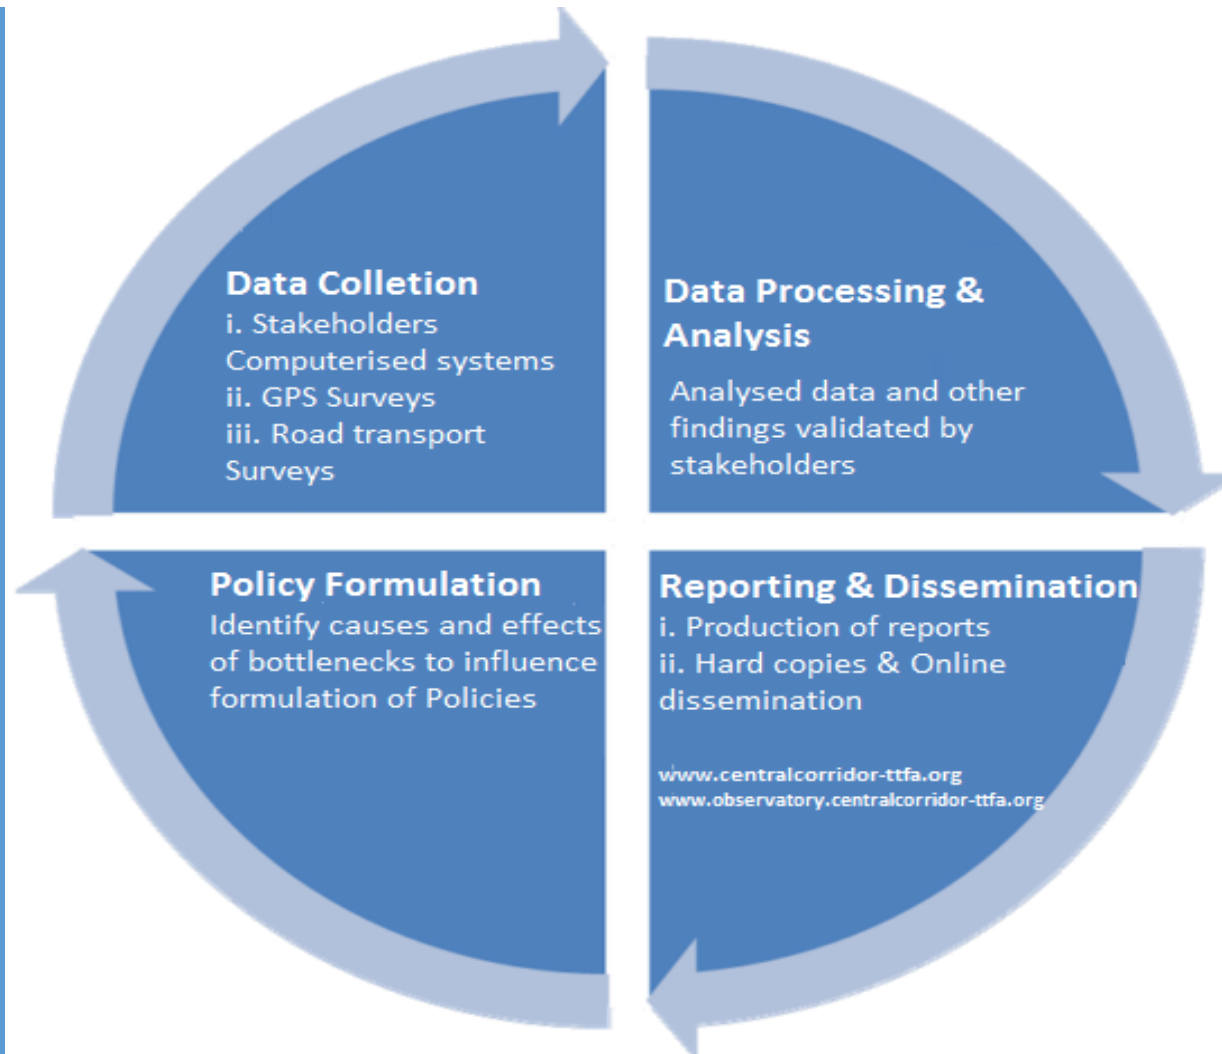 Data Colletion
i. Stakeholders
Computerised systems
ii. GPS Surveys
iii. Road transport
Surveys
Data Processing &
Analysis
Analysed data and other
findings validated by
stakeholders
Policy Formulation
Identify causes and effects
of bottlenecks to influence
formulation of Policies
Reporting & Dissemination
i. Production of reports
ii. Hard copies & Online
dissemination
www.centralcorridor-ttfa.org
www.observatory.centralcorridor-ttfa.org